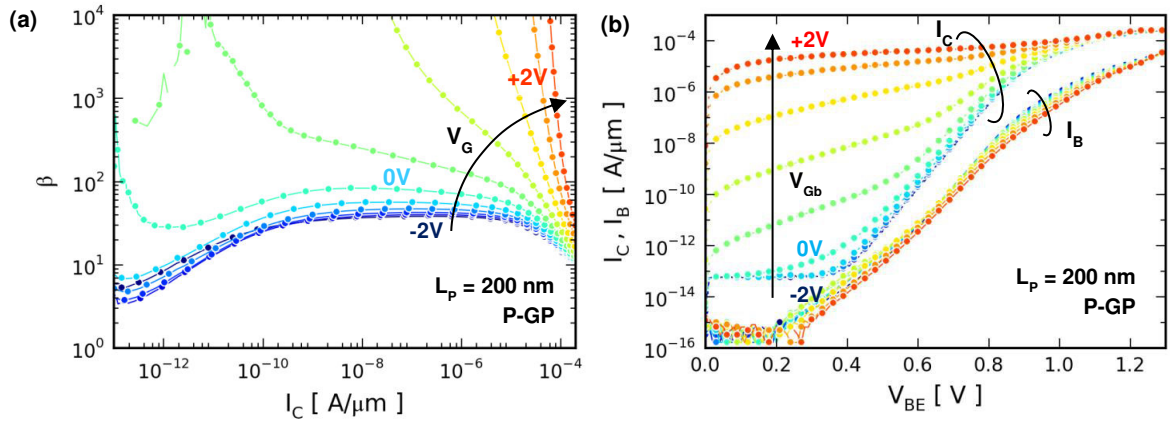 (a)
10^4
10^3
10^2
10^1
10^0
β
+2V
V_G
0V
-2V
L_P = 200 nm
P-GP
10^-12
10^-10
10^-8
10^-6
10^-4
I_C [ A/μm ]
(b)
10^-4
10^-6
10^-8
10^-10
10^-12
10^-14
10^-16
I_C , I_B [ A/μm ]
+2V
I_C
I_B
V_Gb
0V
-2V
L_P = 200 nm
P-GP
0.0
0.2
0.4
0.6
0.8
1.0
1.2
V_BE [ V ]